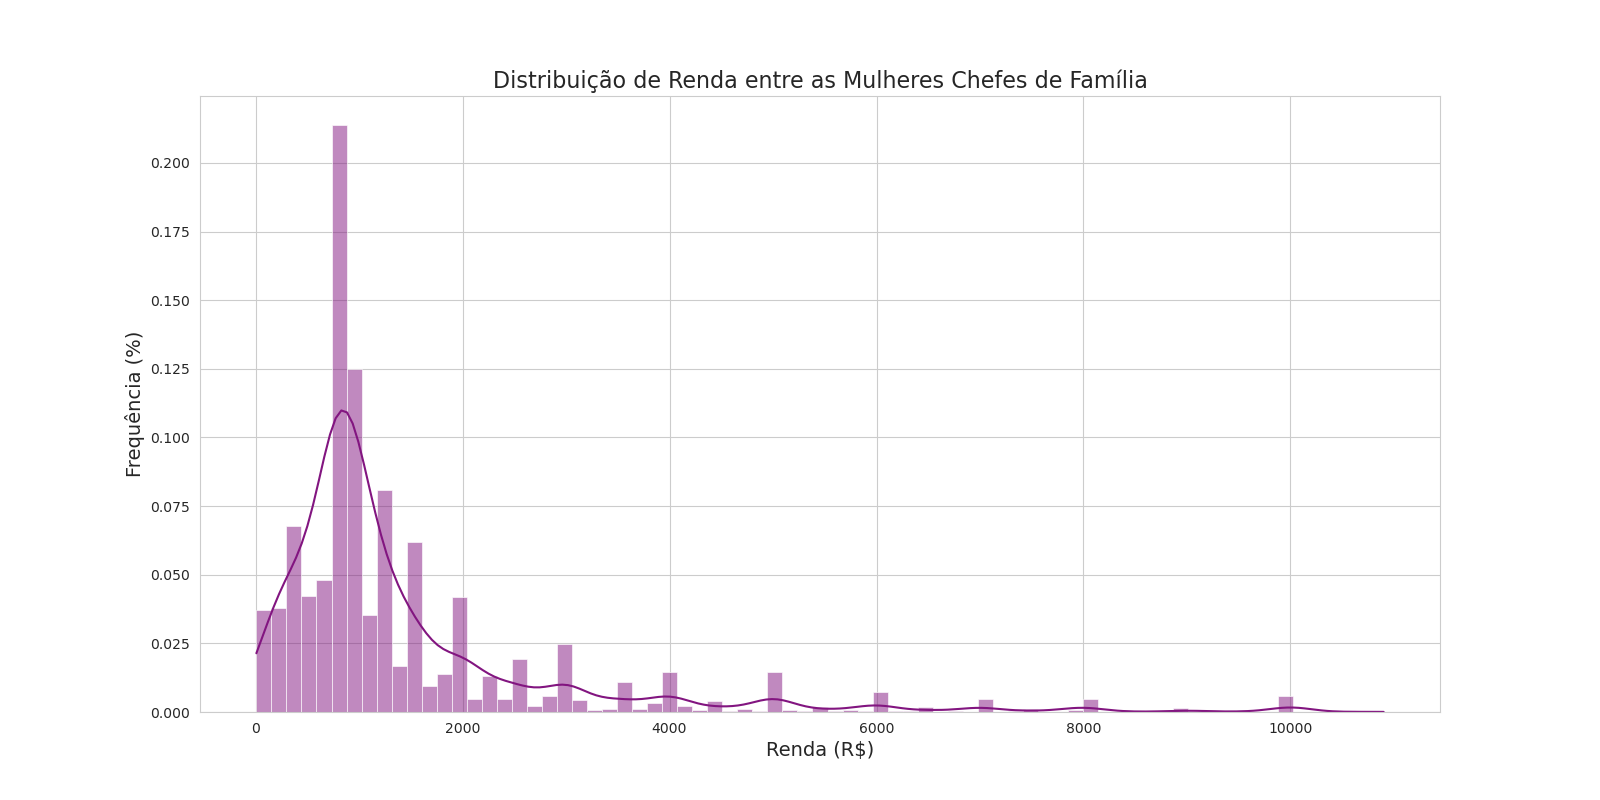 Distribuição de Renda entre as Mulheres Chefes de Família
Frequência (%)
0.200
0.175
0.150
0.125
0.100
0.075
0.050
0.025
0.000
0 2000 4000 6000 8000 10000
Renda (R$)